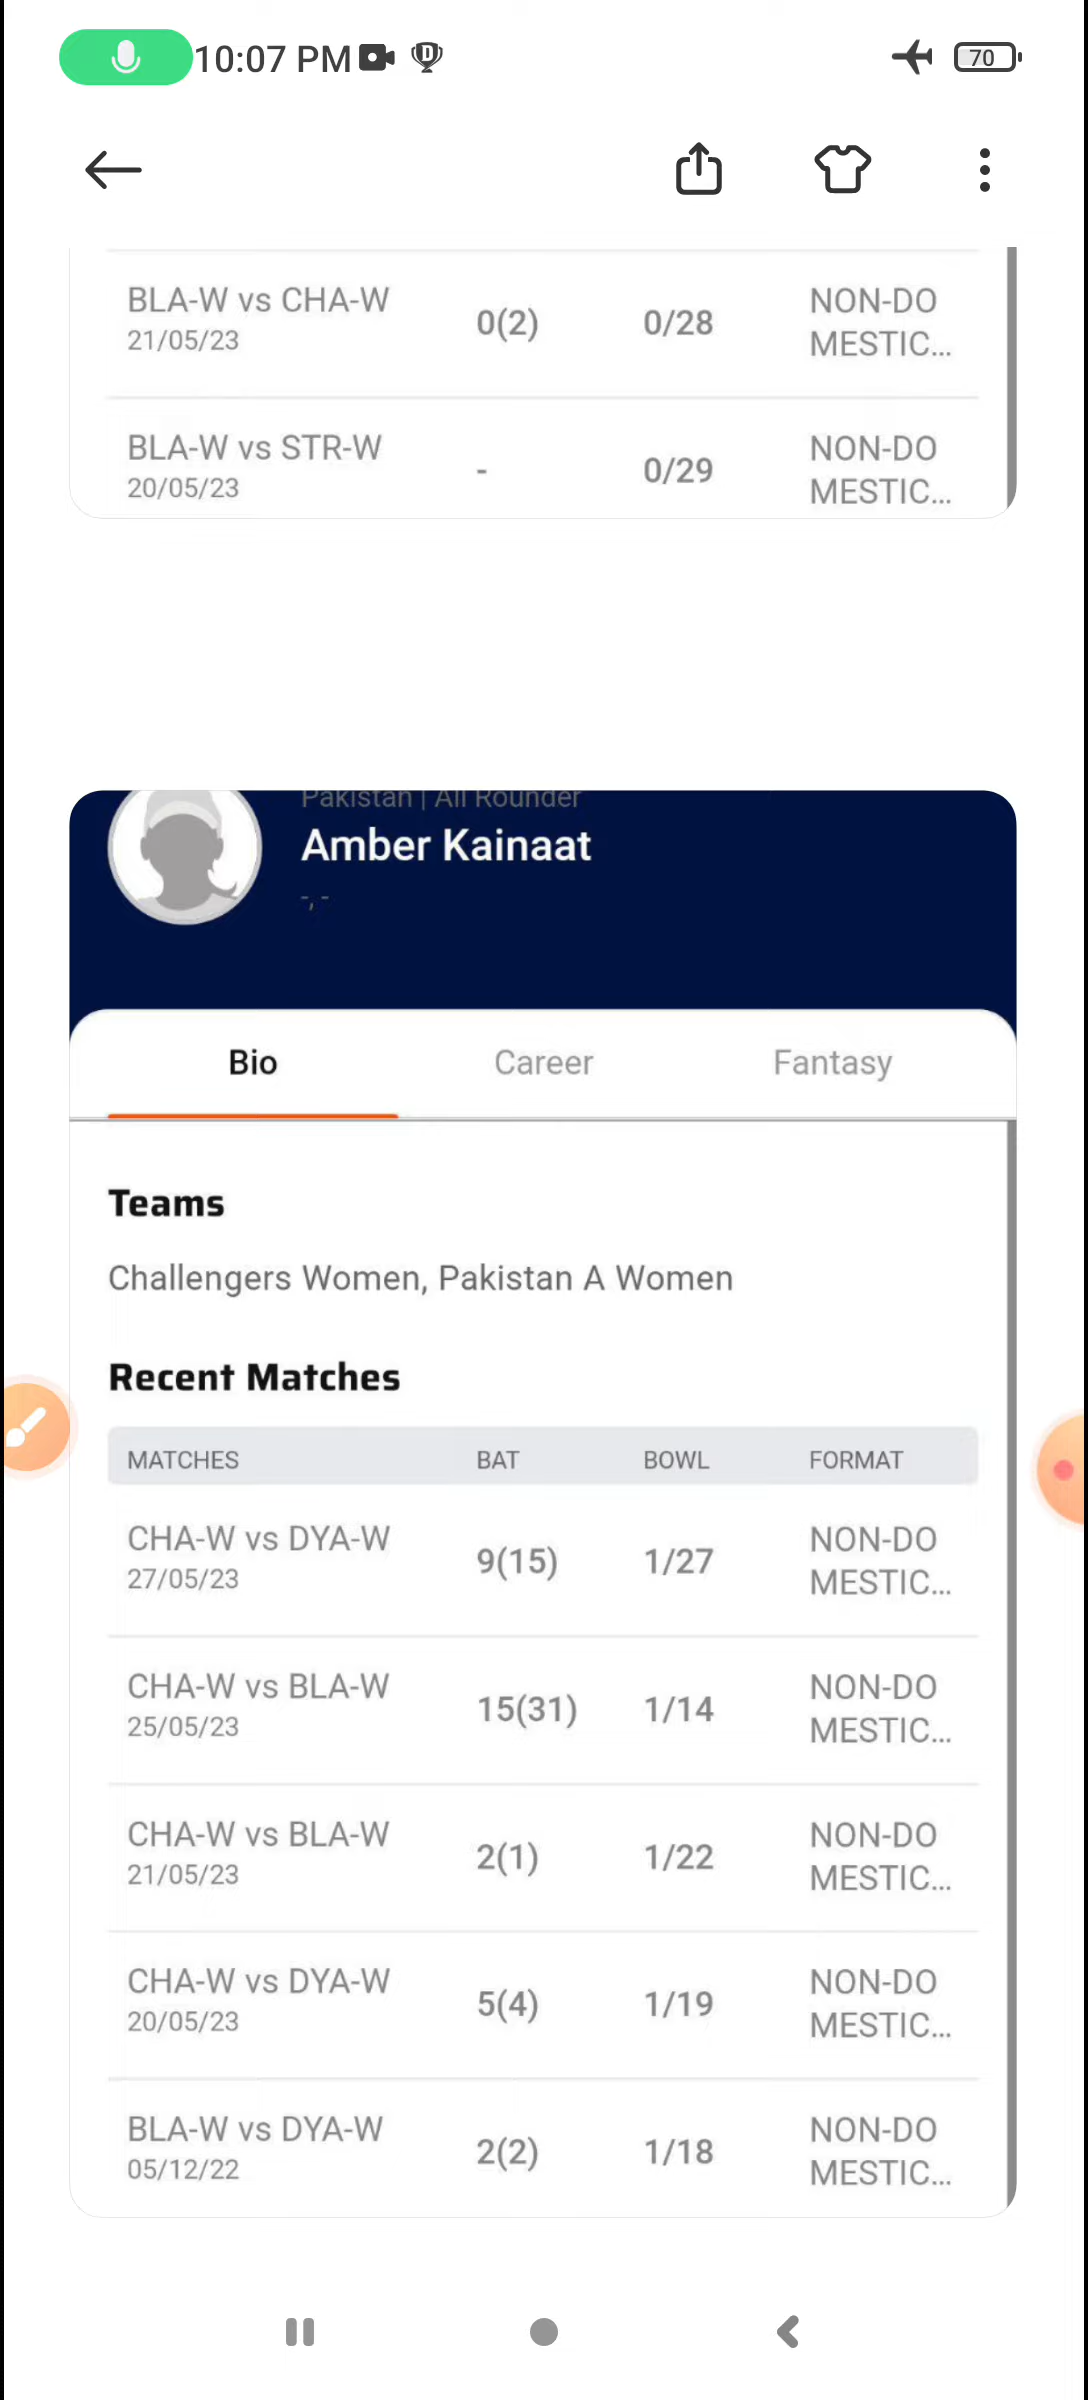 10:07 PM
70
BLA-W vs CHA-W
21/05/23
0(2)
0/28
NON-DO
MESTIC...
BLA-W vs STR-W
20/05/23
-
0/29
NON-DO
MESTIC...
Pakistan | All Rounder
Amber Kainaat
-, -
Bio
Career
Fantasy
Teams
Challengers Women, Pakistan A Women
Recent Matches
MATCHES BAT BOWL FORMAT
CHA-W vs DYA-W
27/05/23
9(15)
1/27
NON-DO
MESTIC...
CHA-W vs BLA-W
25/05/23
15(31)
1/14
NON-DO
MESTIC...
CHA-W vs BLA-W
21/05/23
2(1)
1/22
NON-DO
MESTIC...
CHA-W vs DYA-W
20/05/23
5(4)
1/19
NON-DO
MESTIC...
BLA-W vs DYA-W
05/12/22
2(2)
1/18
NON-DO
MESTIC...